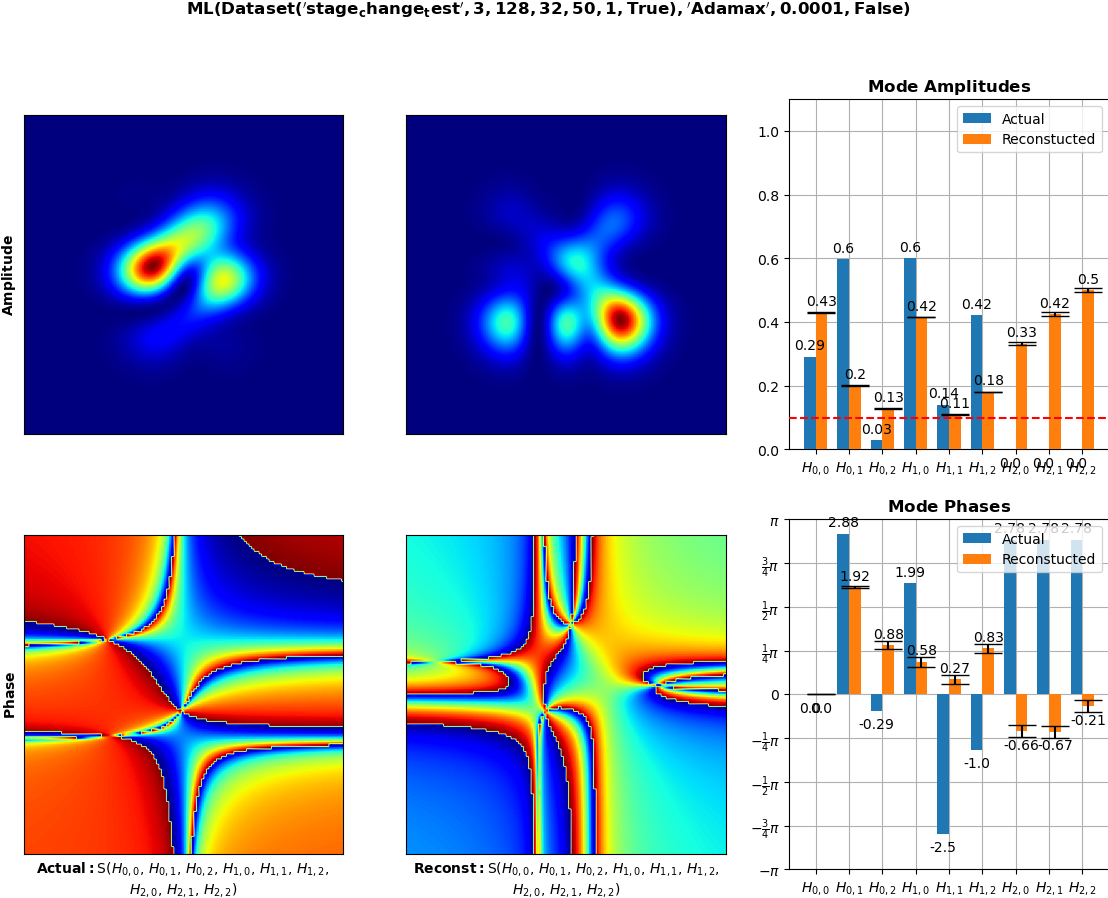 ML(Dataset('stage_change_test', 3, 128, 32, 50, 1, True), 'Adamax', 0.0001, False)
Mode Amplitudes
Actual
Reconstucted
1.0
0.8
0.6
0.4
0.2
0.0
0.29
0.6
0.03
0.6
0.14
0.42
0.0
0.0
0.0
0.43
0.2
0.13
0.42
0.11
0.18
0.33
0.42
0.5
H0,0 H0,1 H0,2 H1,0 H1,1 H1,2 H2,0 H2,1 H2,2
Amplitude
Mode Phases
Actual
Reconstucted
π
3/4π
1/2π
1/4π
0
−1/4π
−1/2π
−3/4π
−π
0.0
2.88
-0.29
1.99
-2.5
-1.0
2.78
2.78
2.78
0.0
1.92
0.88
0.58
0.27
0.83
-0.66
-0.67
-0.21
H0,0 H0,1 H0,2 H1,0 H1,1 H1,2 H2,0 H2,1 H2,2
Phase
Actual: S(H0,0, H0,1, H0,2, H1,0, H1,1, H1,2,
H2,0, H2,1, H2,2)
Reconst: S(H0,0, H0,1, H0,2, H1,0, H1,1, H1,2,
H2,0, H2,1, H2,2)